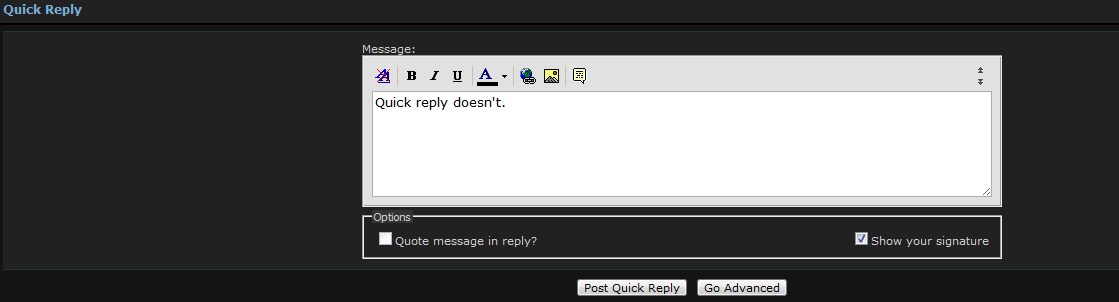 Quick Reply
Message:
B I U A
Quick reply doesn't.
Options
Quote message in reply? Show your signature
Post Quick Reply Go Advanced